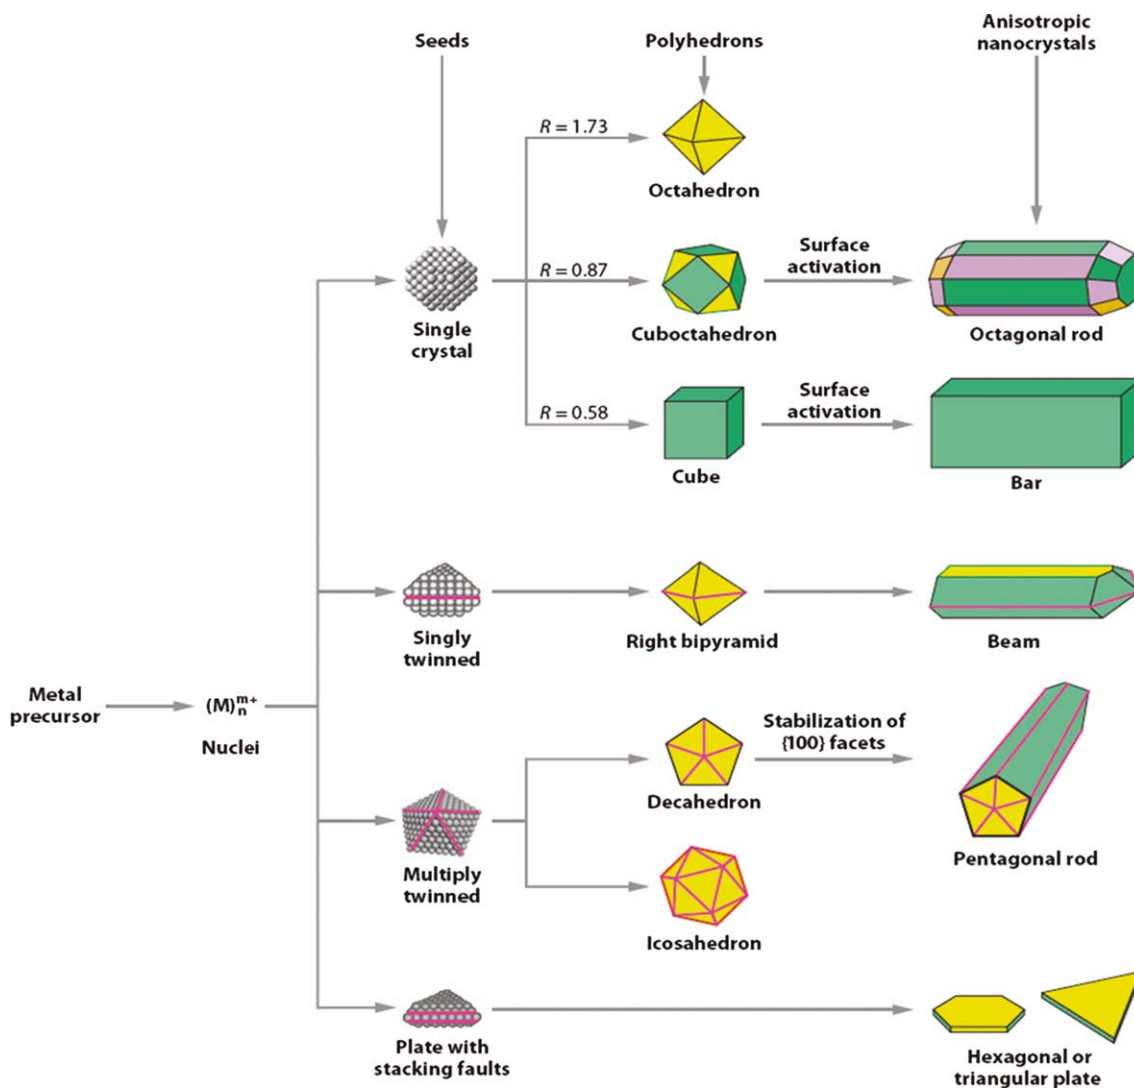 Seeds
Polyhedrons
Anisotropic
nanocrystals
R = 1.73
Octahedron
R = 0.87
Surface
activation
Single
crystal
Cuboctahedron
Octagonal rod
R = 0.58
Surface
activation
Cube
Bar
Singly
twinned
Right bipyramid
Beam
Metal
precursor
(M)ₙᵐ⁺
Nuclei
Stabilization of
{100} facets
Decahedron
Pentagonal rod
Multiply
twinned
Icosahedron
Plate with
stacking faults
Hexagonal or
triangular plate